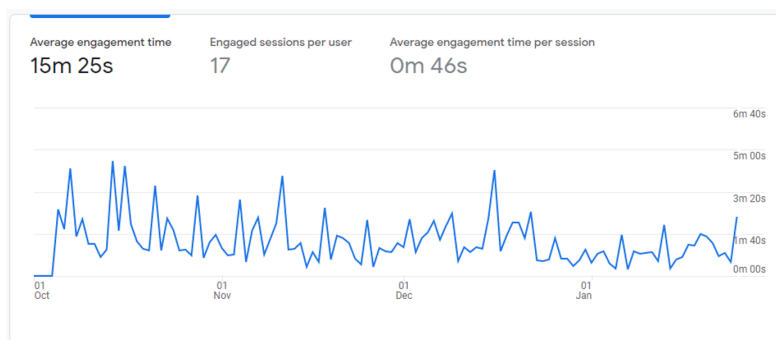 Average engagement time
15m 25s
Engaged sessions per user
17
Average engagement time per session
0m 46s
6m 40s
5m 00s
3m 20s
1m 40s
0m 00s
01
Oct
01
Nov
01
Dec
01
Jan